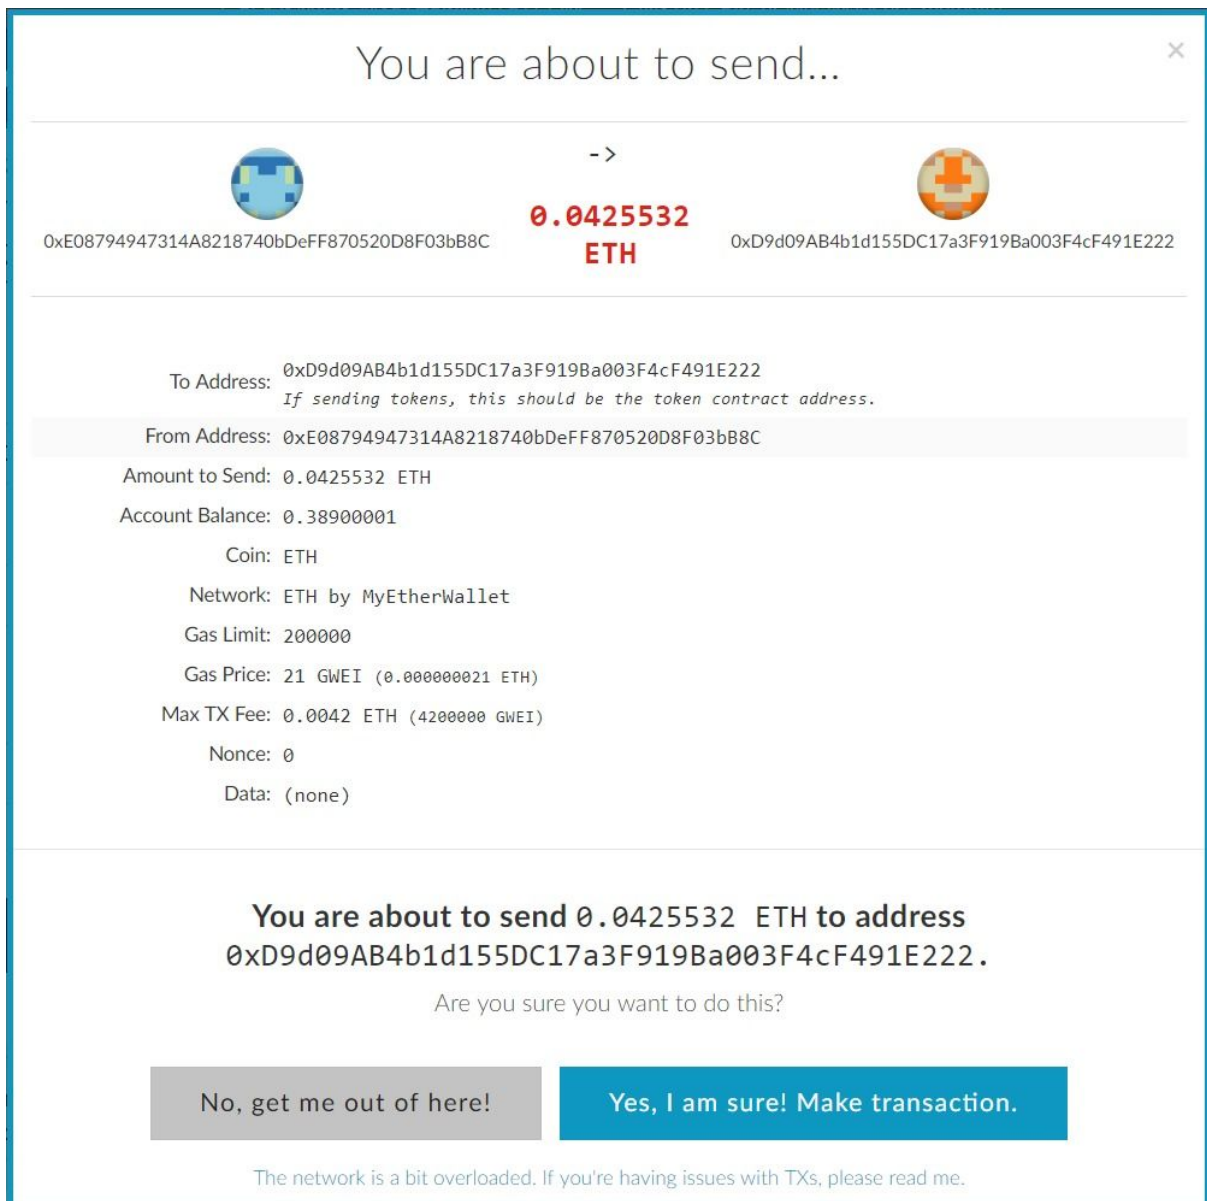 You are about to send...
×
->
0.0425532
ETH
0xE08794947314A8218740bDeFF870520D8F03bB8C
0xD9d09AB4b1d155DC17a3F919Ba003F4cF491E222
To Address: 0xD9d09AB4b1d155DC17a3F919Ba003F4cF491E222
If sending tokens, this should be the token contract address.
From Address: 0xE08794947314A8218740bDeFF870520D8F03bB8C
Amount to Send: 0.0425532 ETH
Account Balance: 0.38900001
Coin: ETH
Network: ETH by MyEtherWallet
Gas Limit: 200000
Gas Price: 21 GWEI (0.000000021 ETH)
Max TX Fee: 0.0042 ETH (4200000 GWEI)
Nonce: 0
Data: (none)
You are about to send 0.0425532 ETH to address
0xD9d09AB4b1d155DC17a3F919Ba003F4cF491E222.
Are you sure you want to do this?
No, get me out of here!
Yes, I am sure! Make transaction.
The network is a bit overloaded. If you're having issues with TXs, please read me.